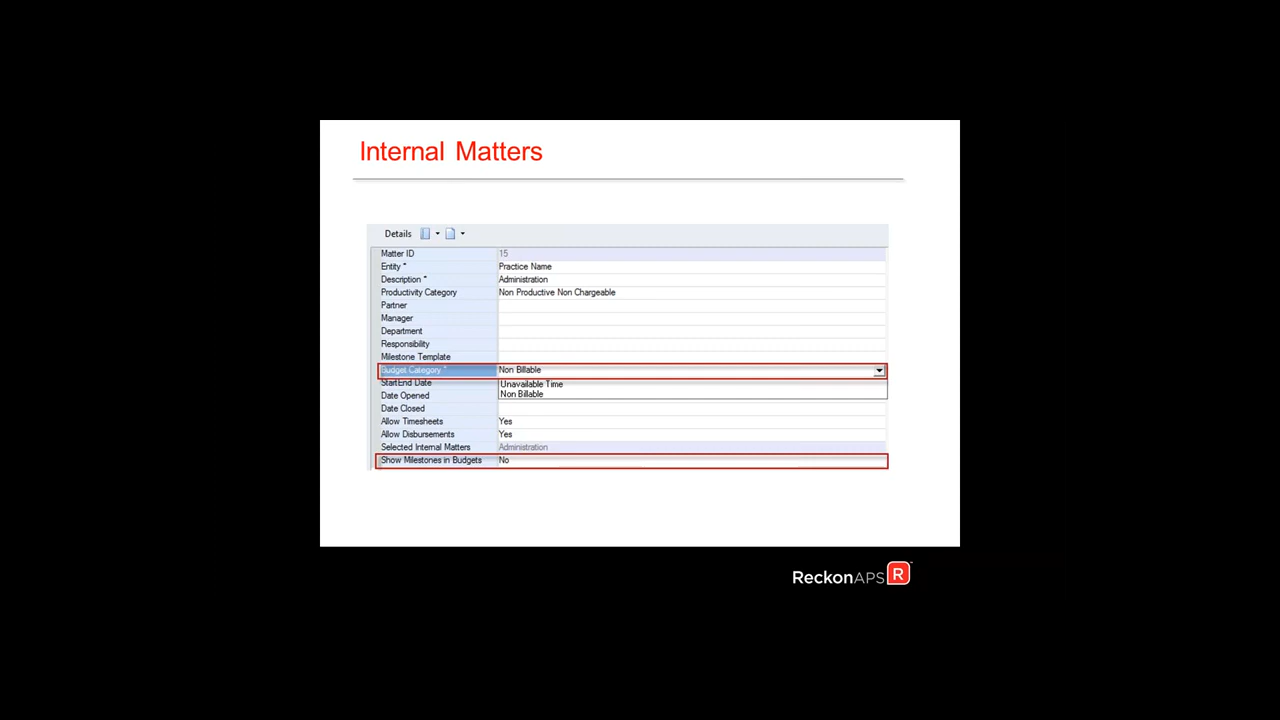 Internal Matters
Details
Matter ID 15
Entity * Practice Name
Description * Administration
Productivity Category Non Productive Non Chargeable
Partner
Manager
Department
Responsibility
Milestone Template
Budget Category * Non Billable
StartEnd Date Unavailable Time
Date Opened Non Billable
Date Closed
Allow Timesheets Yes
Allow Disbursements Yes
Selected Internal Matters Administration
Show Milestones in Budgets No
ReckonAPS R